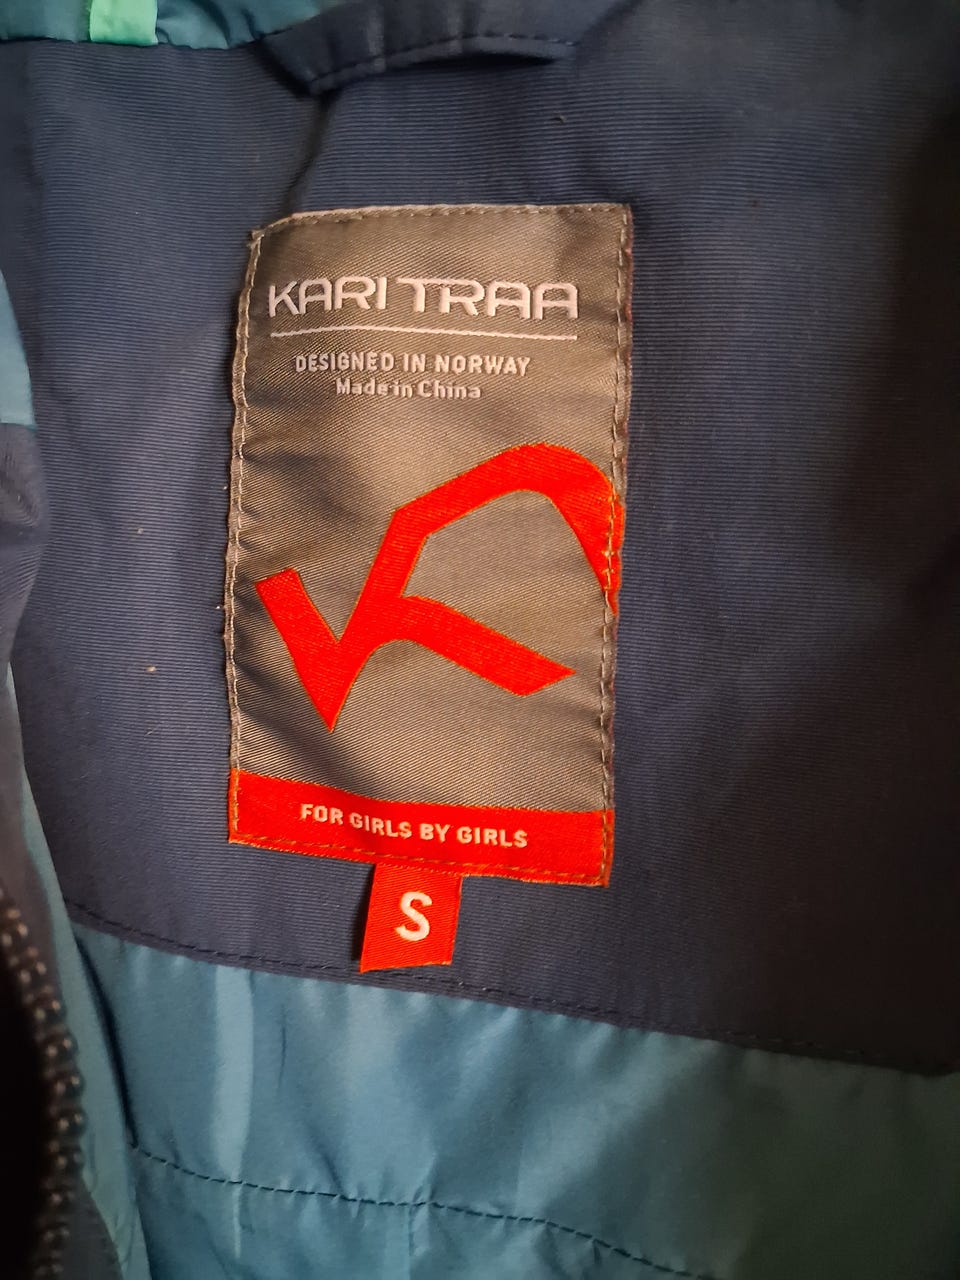 KARI TRAA
DESIGNED IN NORWAY
Made in China
FOR GIRLS BY GIRLS
S